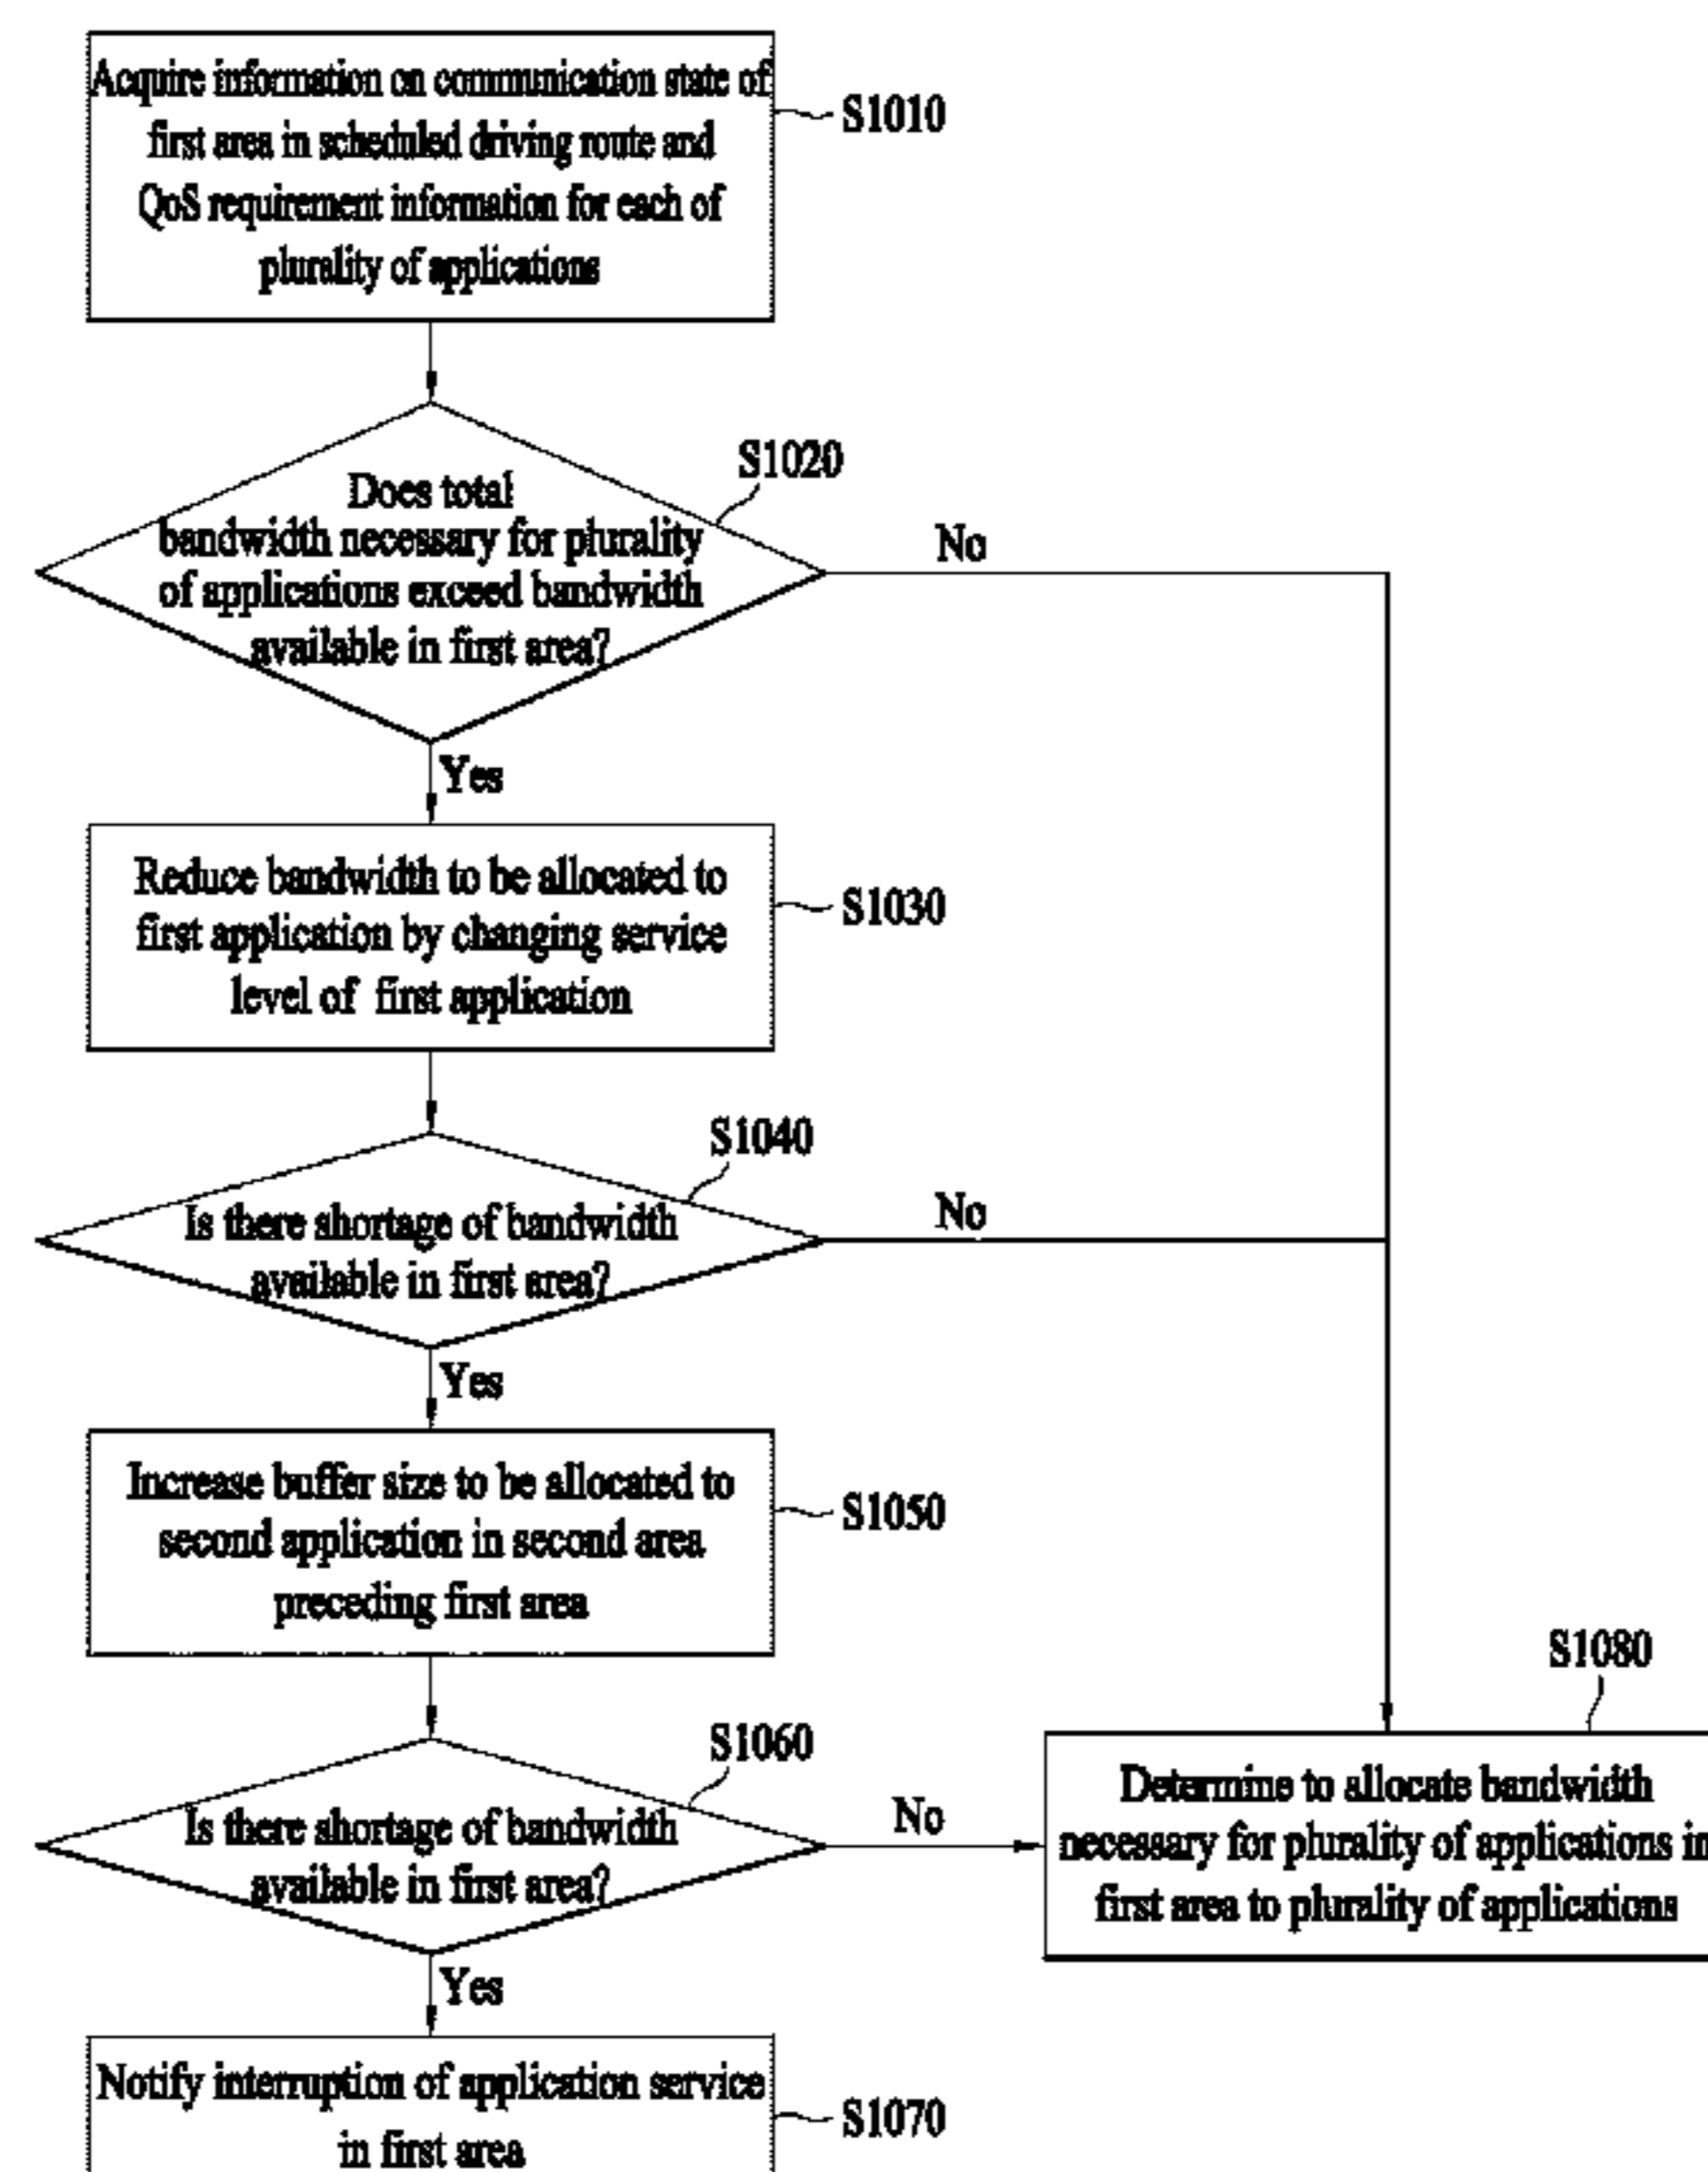 Acquire information on communication state of
first area in scheduled driving route and
QoS requirement information for each of
plurality of applications
S1010
S1020
Does total
bandwidth necessary for plurality
of applications exceed bandwidth
available in first area?
No
Yes
Reduce bandwidth to be allocated to
first application by changing service
level of first application
S1030
S1040
Is there shortage of bandwidth
available in first area?
No
Yes
Increase buffer size to be allocated to
second application in second area
preceding first area
S1050
S1060
Is there shortage of bandwidth
available in first area?
No
Yes
S1080
Determine to allocate bandwidth
necessary for plurality of applications in
first area to plurality of applications
Notify interruption of application service
in first area
S1070